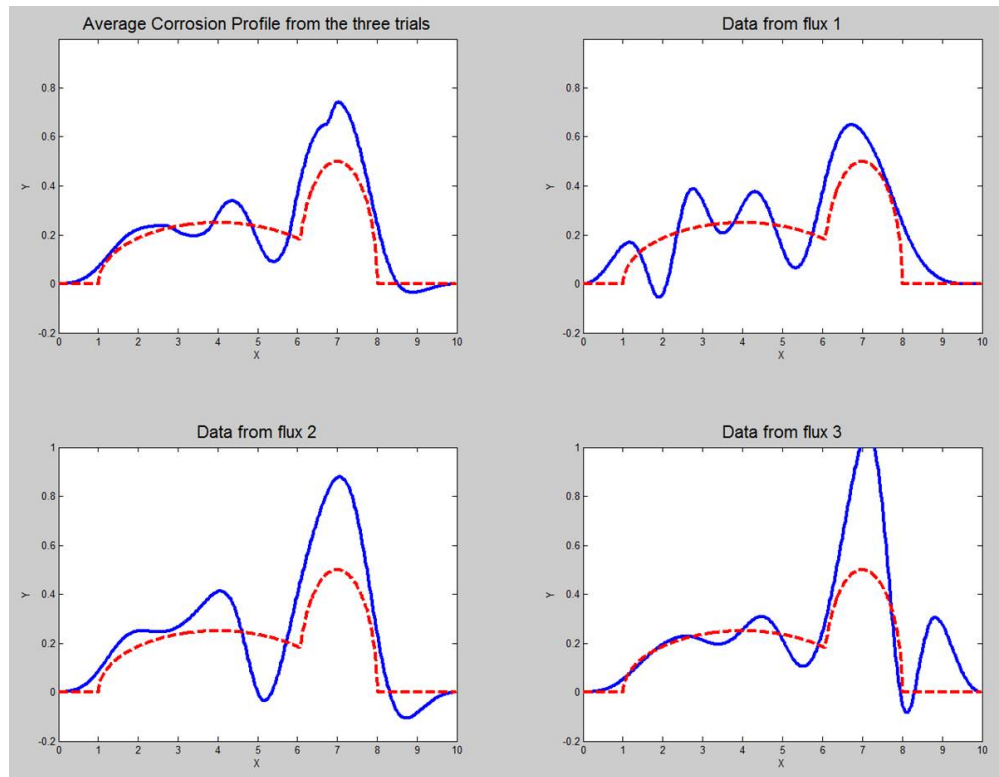 Average Corrosion Profile from the three trials
0.8
0.6
0.4
0.2
0
-0.2
Y
0 1 2 3 4 5 6 7 8 9 10
X
Data from flux 1
0.8
0.6
0.4
0.2
0
-0.2
Y
0 1 2 3 4 5 6 7 8 9 10
X
Data from flux 2
1
0.8
0.6
0.4
0.2
0
-0.2
Y
0 1 2 3 4 5 6 7 8 9 10
X
Data from flux 3
1
0.8
0.6
0.4
0.2
0
-0.2
Y
0 1 2 3 4 5 6 7 8 9 10
X